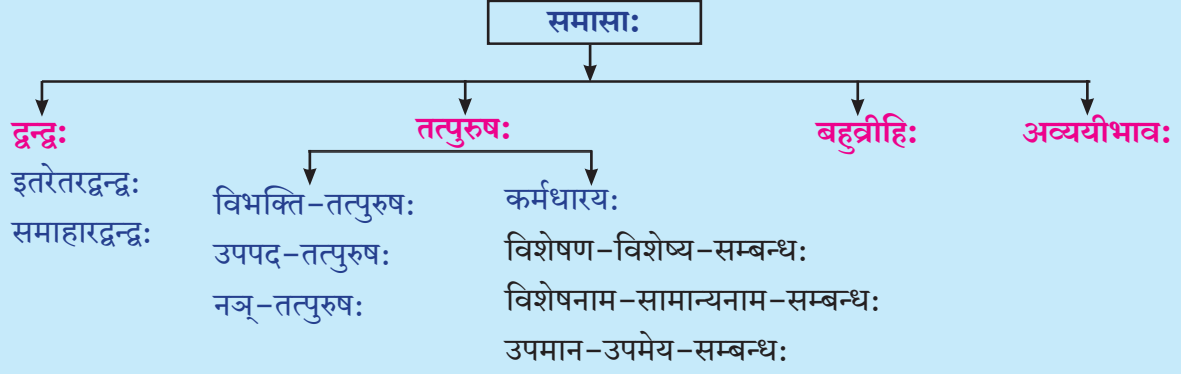 समासाः
द्वन्द्वः तत्पुरुषः बहुव्रीहिः अव्ययीभावः
इतरेतरद्वन्द्वः
समाहारद्वन्द्वः
विभक्ति-तत्पुरुषः
उपपद-तत्पुरुषः
नञ्-तत्पुरुषः
कर्मधारयः
विशेषण-विशेष्य-सम्बन्धः
विशेषनाम-सामान्यनाम-सम्बन्धः
उपमान-उपमेय-सम्बन्धः